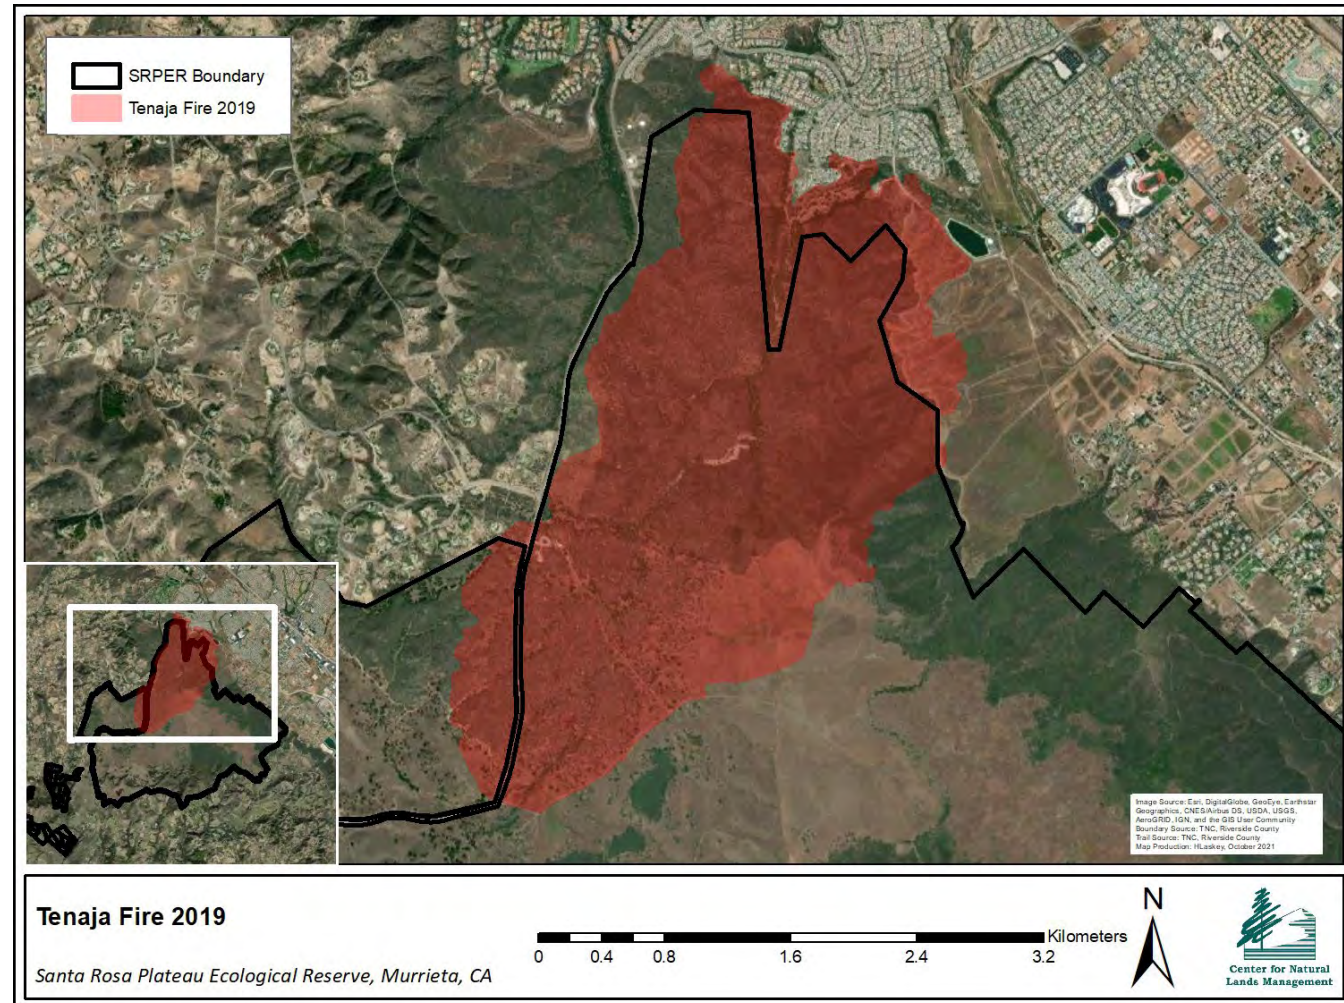 SRPER Boundary
Tenaja Fire 2019
Image Source: Esri, DigitalGlobe, GeoEye, Earthstar
Geographics, CNES/Airbus DS, USDA, USGS,
AeroGRID, IGN, and the GIS User Community
Boundary Source: TNC, Riverside County
Trail Source: TNC, Riverside County
Map Production: HLaskey, October 2021
Tenaja Fire 2019
Santa Rosa Plateau Ecological Reserve, Murrieta, CA
Kilometers
0 0.4 0.8 1.6 2.4 3.2
N
Center for Natural
Lands Management